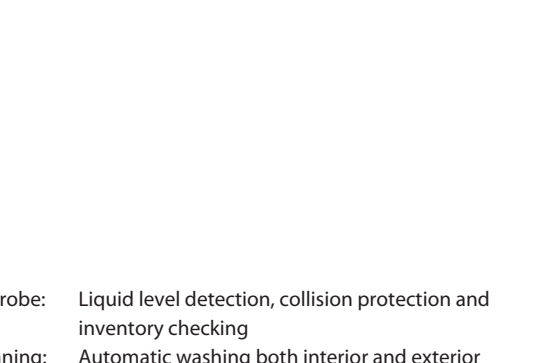 robe: Liquid level detection, collision protection and
inventory checking
ning: Automatic washing both interior and exterior